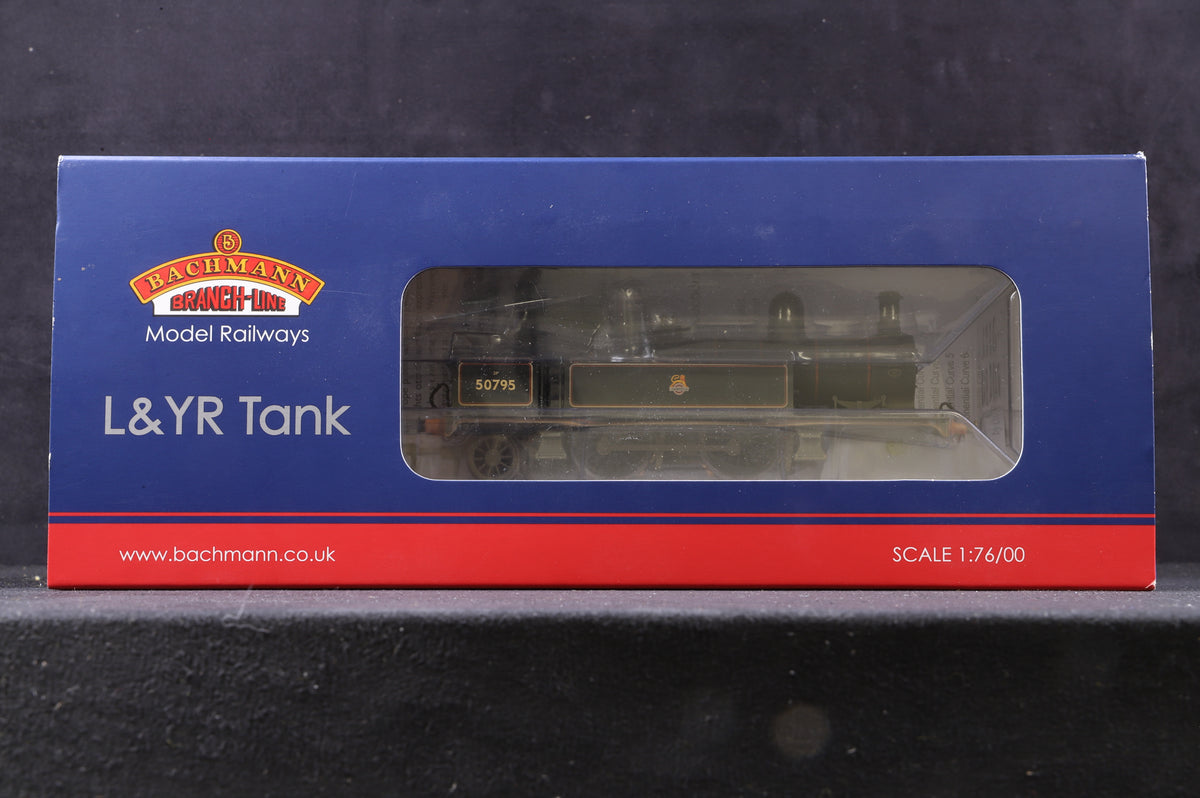 BACHMANN
BRANCH-LINE
Model Railways
L&YR Tank
50795
www.bachmann.co.uk
SCALE 1:76/00